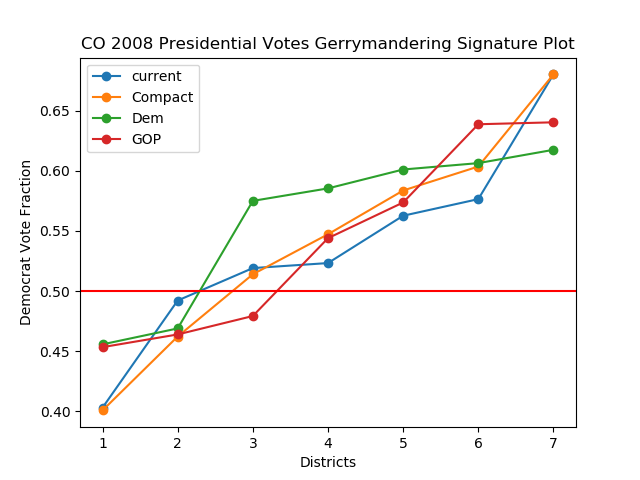 CO 2008 Presidential Votes Gerrymandering Signature Plot
current
Compact
Dem
GOP
0.65
0.60
0.55
0.50
0.45
0.40
Democrat Vote Fraction
1 2 3 4 5 6 7
Districts